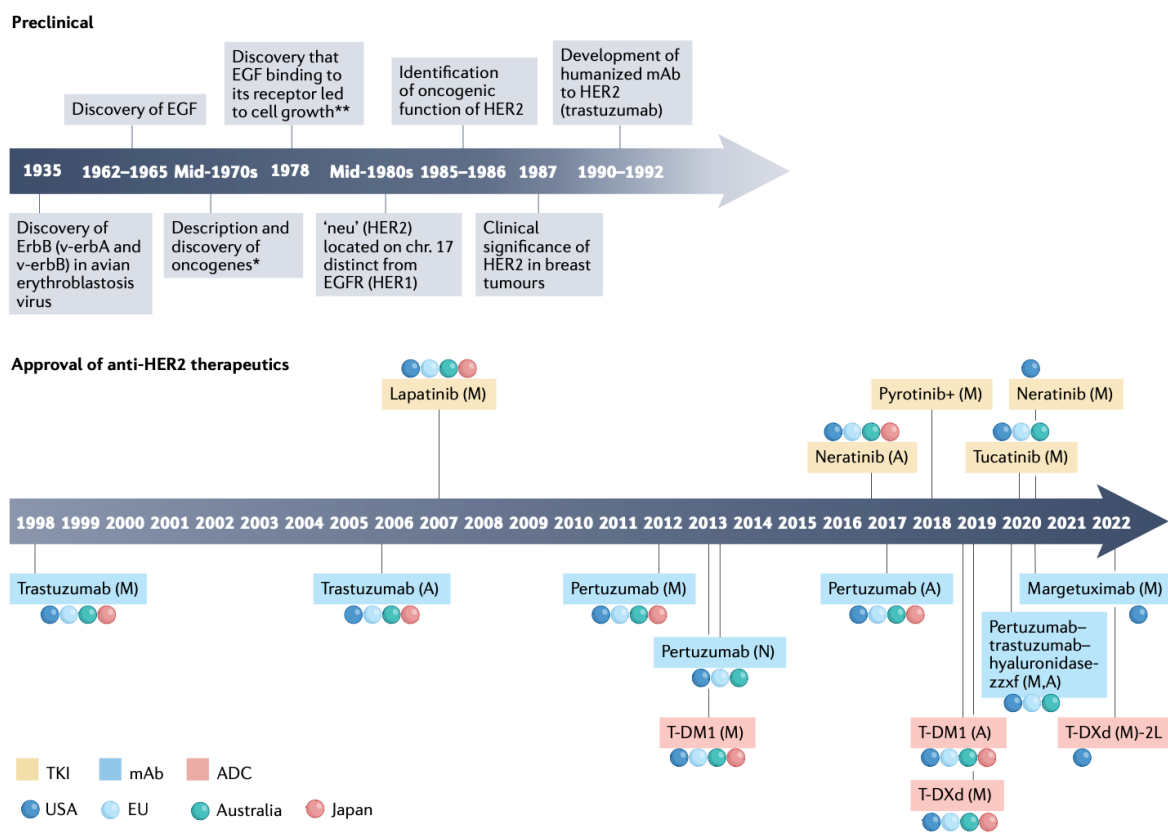 Preclinical
Discovery of EGF
Discovery that
EGF binding to
its receptor led
to cell growth**
Identification
of oncogenic
function of HER2
Development of
humanized mAb
to HER2
(trastuzumab)
1935
1962–1965
Mid-1970s
1978
Mid-1980s
1985–1986
1987
1990–1992
Discovery of
ErbB (v-erbA and
v-erbB) in avian
erythroblastosis
virus
Description and
discovery of
oncogenes*
‘neu’ (HER2)
located on chr. 17
distinct from
EGFR (HER1)
Clinical
significance of
HER2 in breast
tumours
Approval of anti-HER2 therapeutics
Lapatinib (M)
Pyrotinib+ (M)
Neratinib (M)
Neratinib (A)
Tucatinib (M)
1998 1999 2000 2001 2002 2003 2004 2005 2006 2007 2008 2009 2010 2011 2012 2013 2014 2015 2016 2017 2018 2019 2020 2021 2022
Trastuzumab (M)
Trastuzumab (A)
Pertuzumab (M)
Pertuzumab (A)
Margetuximab (M)
Pertuzumab (N)
Pertuzumab–
trastuzumab–
hyaluronidase-
zzxf (M,A)
T-DM1 (M)
T-DM1 (A)
T-DXd (M)-2L
T-DXd (M)
TKI
mAb
ADC
USA
EU
Australia
Japan